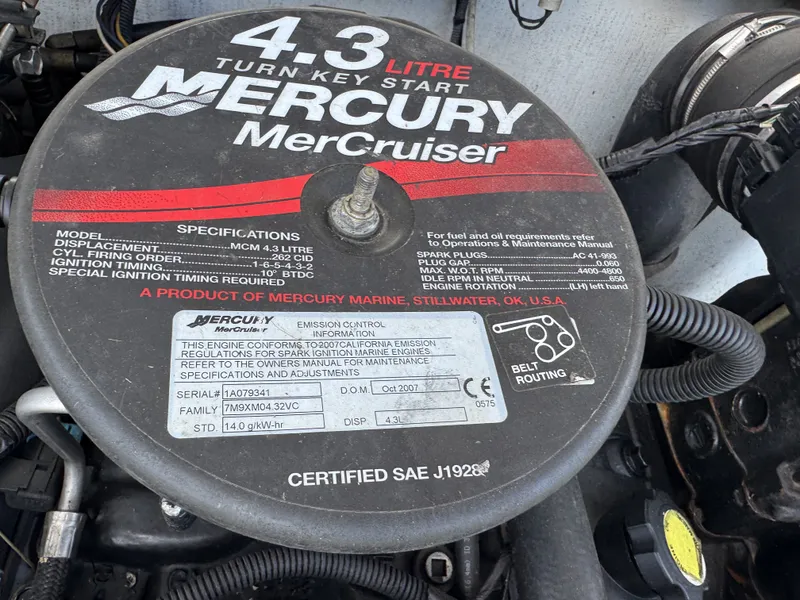 4.3 LITRE
TURN KEY START
MERCURY
MerCruiser
SPECIFICATIONS
MODEL..........MCM 4.3 LITRE
DISPLACEMENT..........262 CID
CYL. FIRING ORDER..........1-6-5-4-3-2
IGNITION TIMING..........10° BTDC
SPECIAL IGNITION TIMING REQUIRED
For fuel and oil requirements refer
to Operations & Maintenance Manual
SPARK PLUGS..........AC 41-993
PLUG GAP..........0.060
MAX. W.O.T. RPM..........4400-4800
IDLE RPM IN NEUTRAL..........650
ENGINE ROTATION..........(LH) left hand
A PRODUCT OF MERCURY MARINE, STILLWATER, OK, U.S.A.
MERCURY
MerCruiser
EMISSION CONTROL
INFORMATION
THIS ENGINE CONFORMS TO 2007CALIFORNIA EMISSION
REGULATIONS FOR SPARK IGNITION MARINE ENGINES.
REFER TO THE OWNERS MANUAL FOR MAINTENANCE
SPECIFICATIONS AND ADJUSTMENTS
SERIAL# 1A079341
D.O.M. Oct 2007
CE
0575
FAMILY 7M9XM04.32VC
STD. 14.0 g/kW-hr
DISP. 4.3L
BELT
ROUTING
CERTIFIED SAE J1928